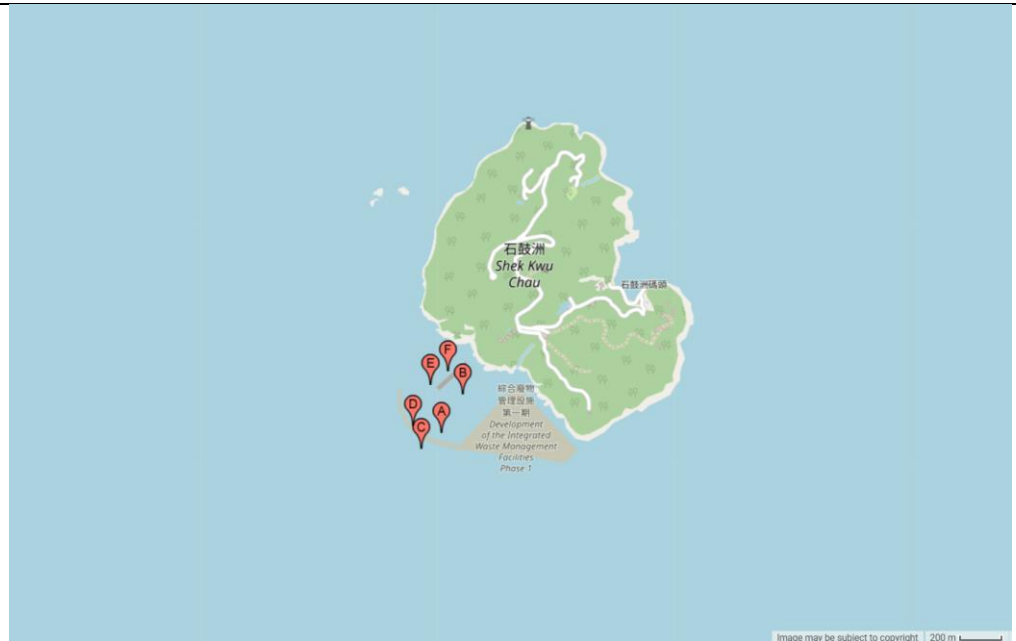 石鼓洲
Shek Kwu
Chau
石鼓洲碼頭
F
E
B
綜合廢物
管理設施
第一期
Development
of the Integrated
Waste Management
Facilities
Phase 1
D
A
C
Image may be subject to copyright
200 m